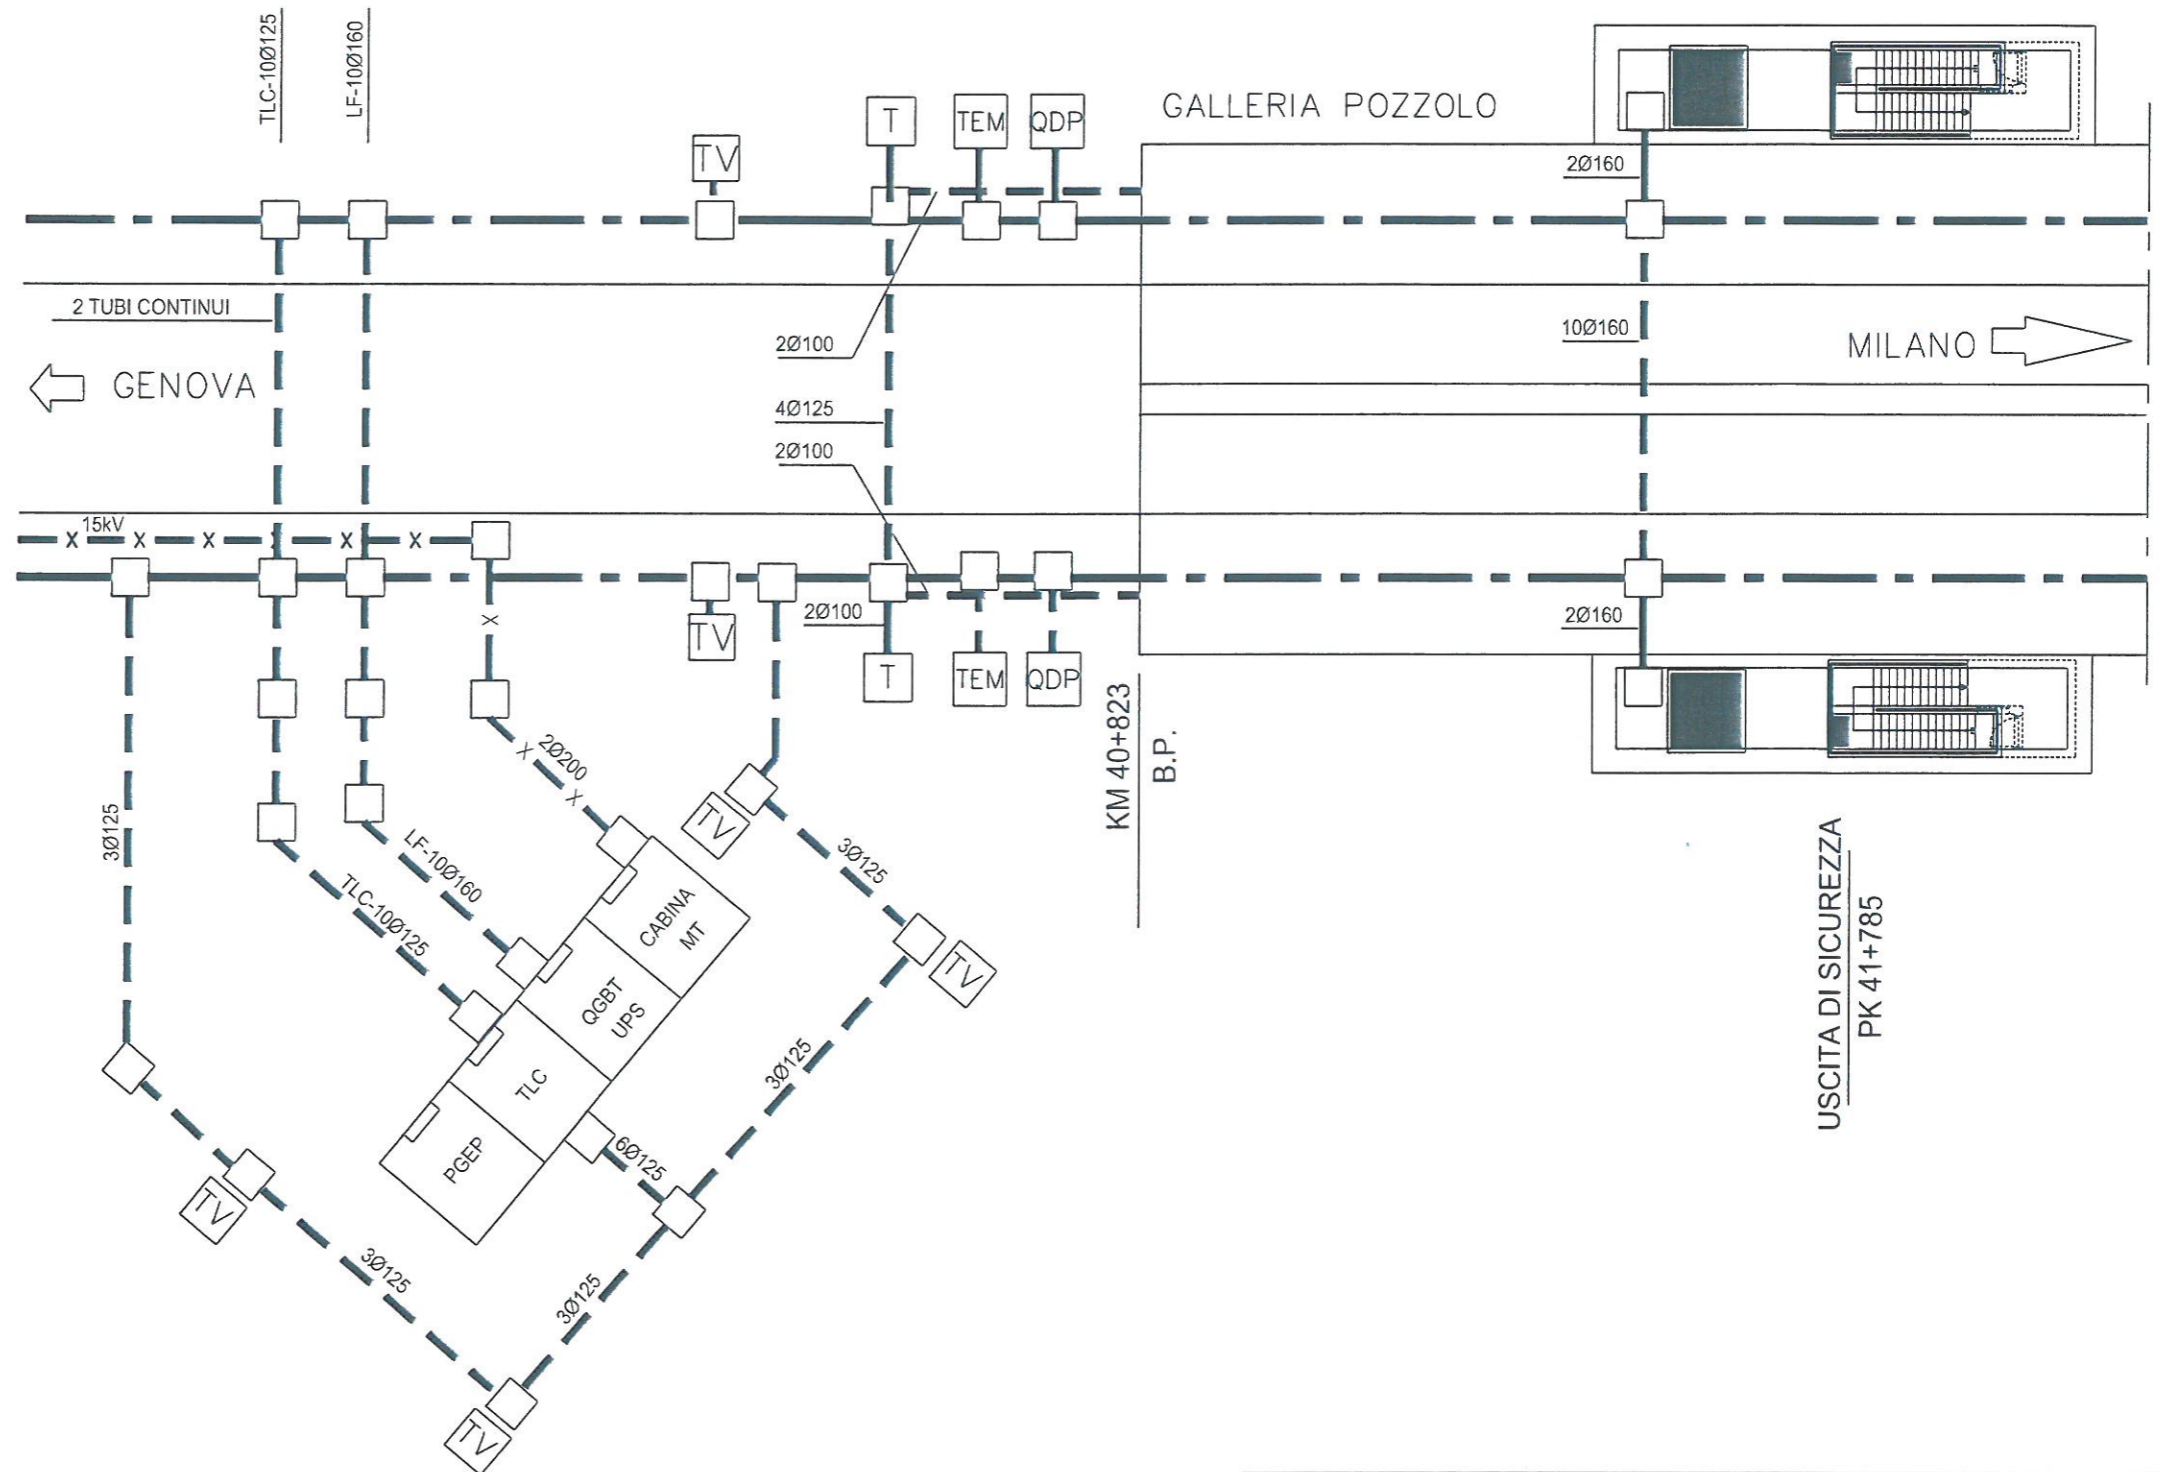 TLC-10Ø125
LF-10Ø160
T
TEM
QDP
GALLERIA POZZOLO
TV
2Ø160
2 TUBI CONTINUI
2Ø100
10Ø160
MILANO
GENOVA
4Ø125
2Ø100
15kV
X X X X X
X
TV
2Ø100
2Ø160
T
TEM
QDP
KM 40+823
B.P.
2Ø200
X
X
TV
3Ø125
3Ø125
LF-10Ø160
TLC-10Ø125
CABINA
MT
QGBT
UPS
TLC
PGEP
TV
USCITA DI SICUREZZA
PK 41+785
3Ø125
6Ø125
TV
3Ø125
3Ø125
TV